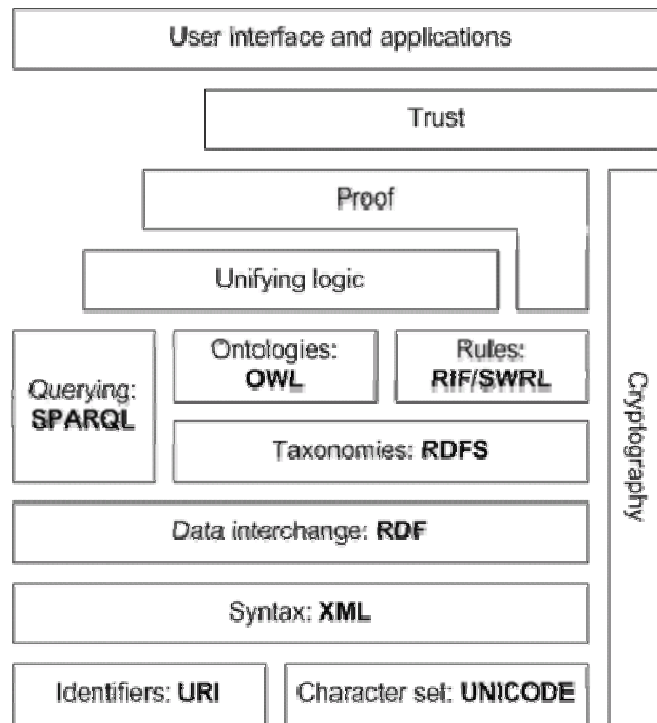 User interface and applications
Trust
Proof
Unifying logic
Ontologies:
OWL
Rules:
RIF/SWRL
Querying:
SPARQL
Taxonomies: RDFS
Cryptography
Data interchange: RDF
Syntax: XML
Identifiers: URI
Character set: UNICODE